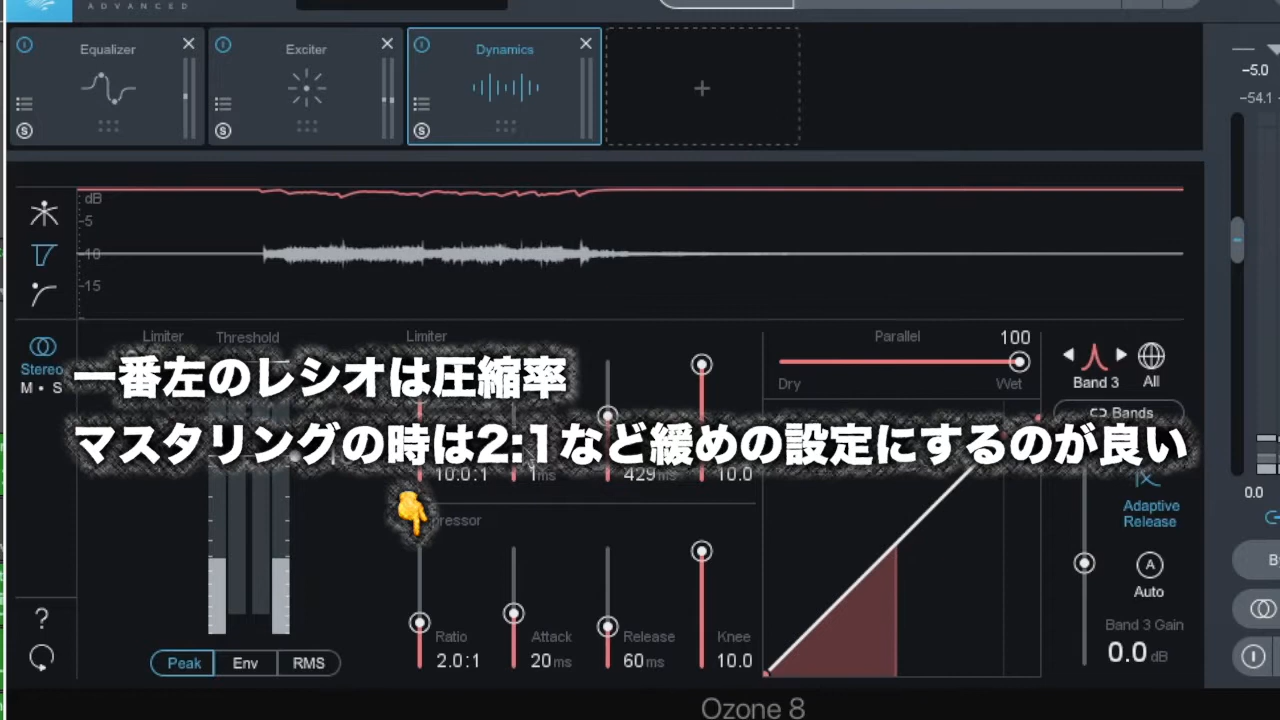 ADVANCED
Equalizer
Exciter
Dynamics
S
S
S
-5.0
-54.1
dB
-5
-10
-15
Limiter
Threshold
Limiter
Parallel
100
Dry
Wet
Band 3
All
Stereo
M • S
Bands
一番左のレシオは圧縮率
マスタリングの時は2:1など緩めの設定にするのが良い
10.0:1
1ms
429ms
10.0
0.0
Adaptive
Release
ressor
A
Auto
Ratio
2.0:1
Attack
20 ms
Release
60 ms
Knee
10.0
Band 3 Gain
0.0 dB
?
Peak
Env
RMS
Ozone 8